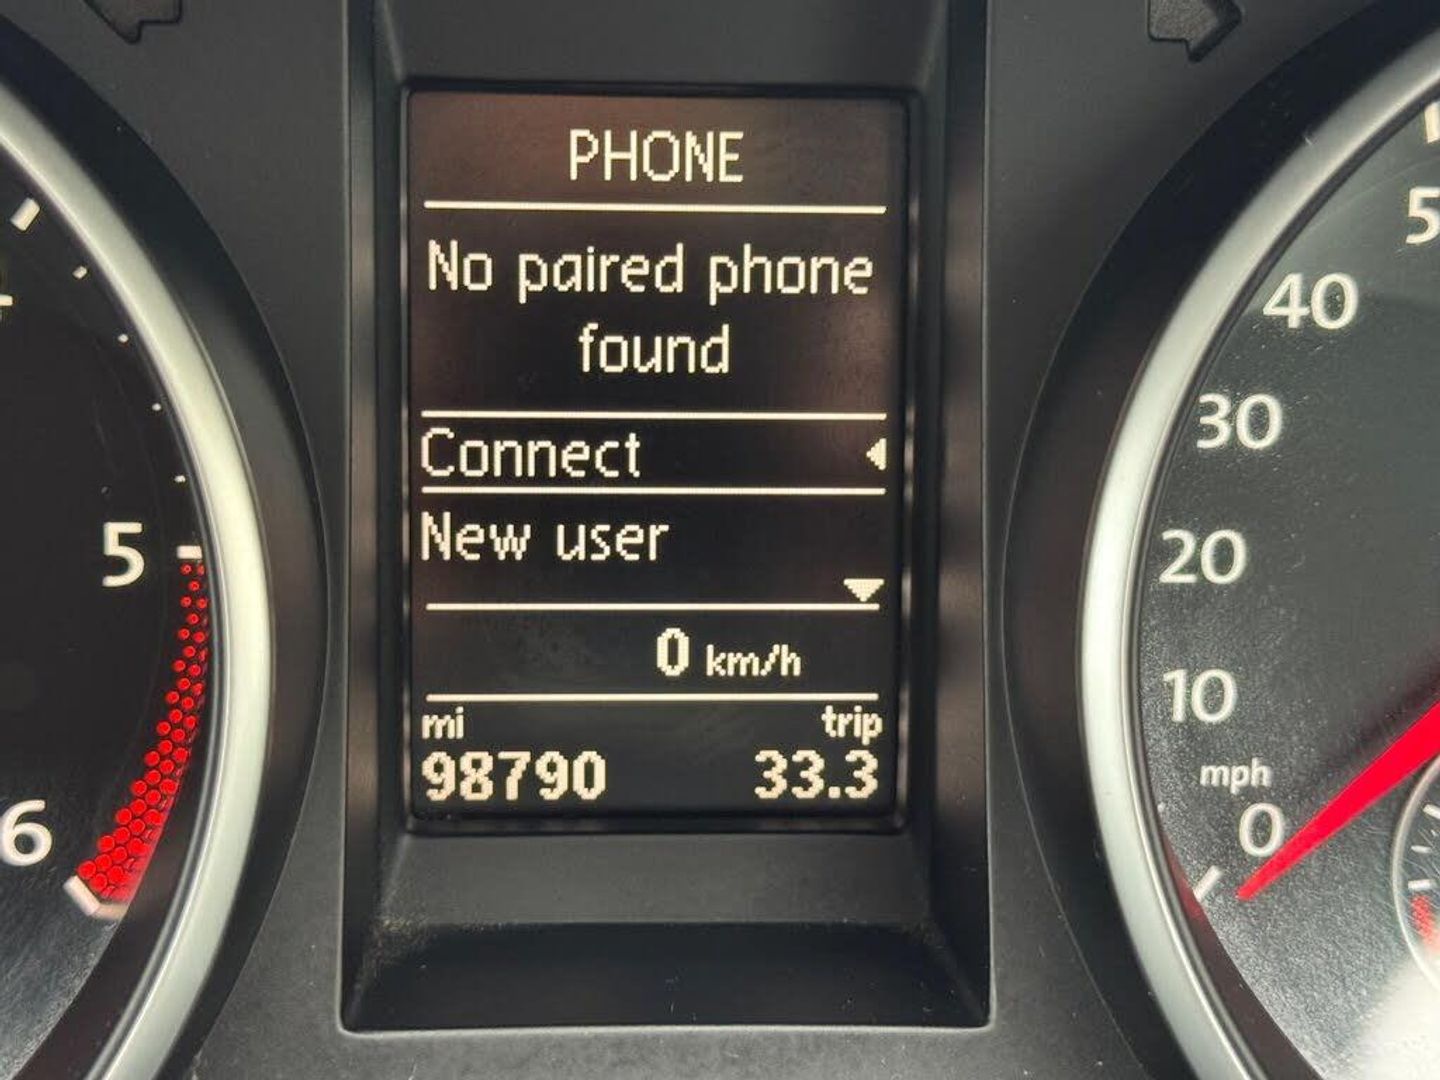 PHONE
No paired phone
found
Connect
New user
0 km/h
mi trip
98790 33.3
5
6
40
30
20
10
mph
0